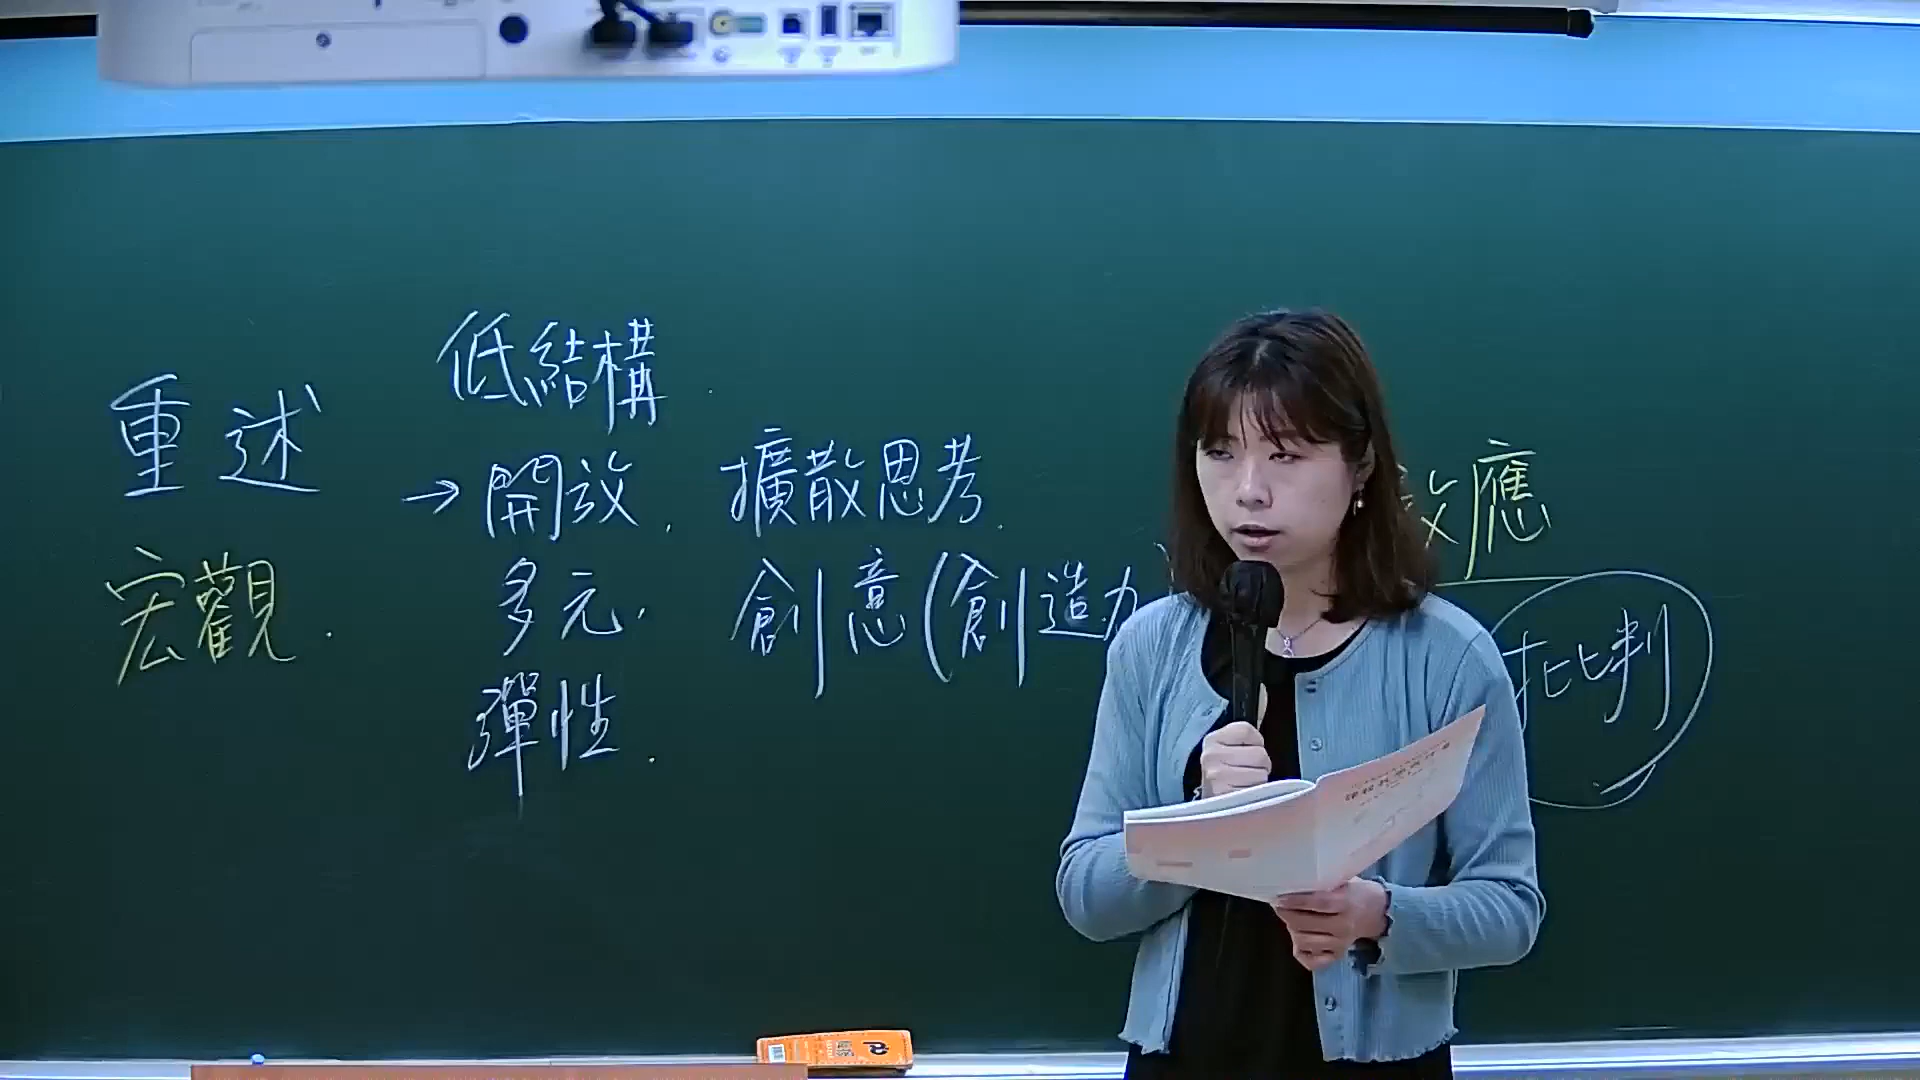 低結構
重述
→開放, 擴散思考.
效應
宏觀.
多元, 創意(創造力)
批判
彈性.